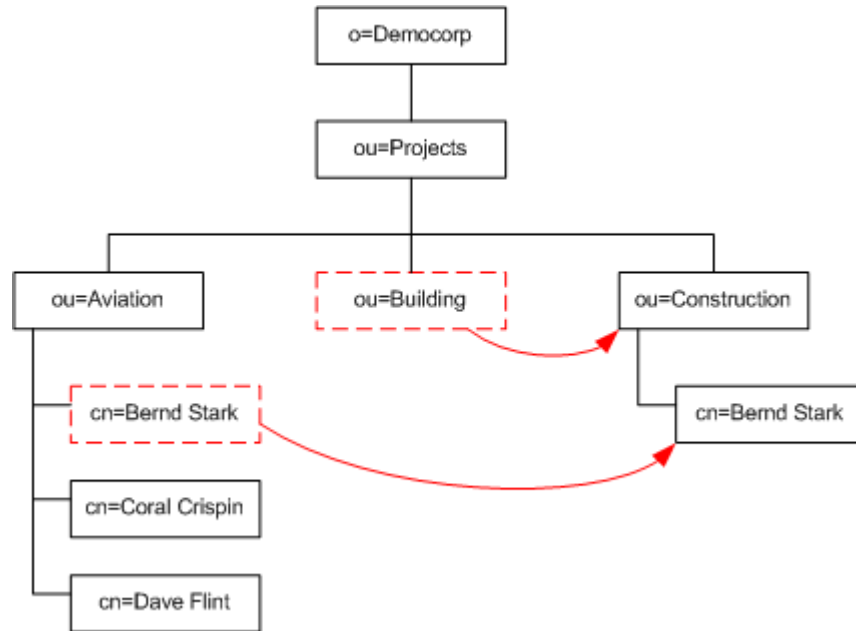 o=Democorp
ou=Projects
ou=Aviation
ou=Building
ou=Construction
cn=Bernd Stark
cn=Bernd Stark
cn=Coral Crispin
cn=Dave Flint